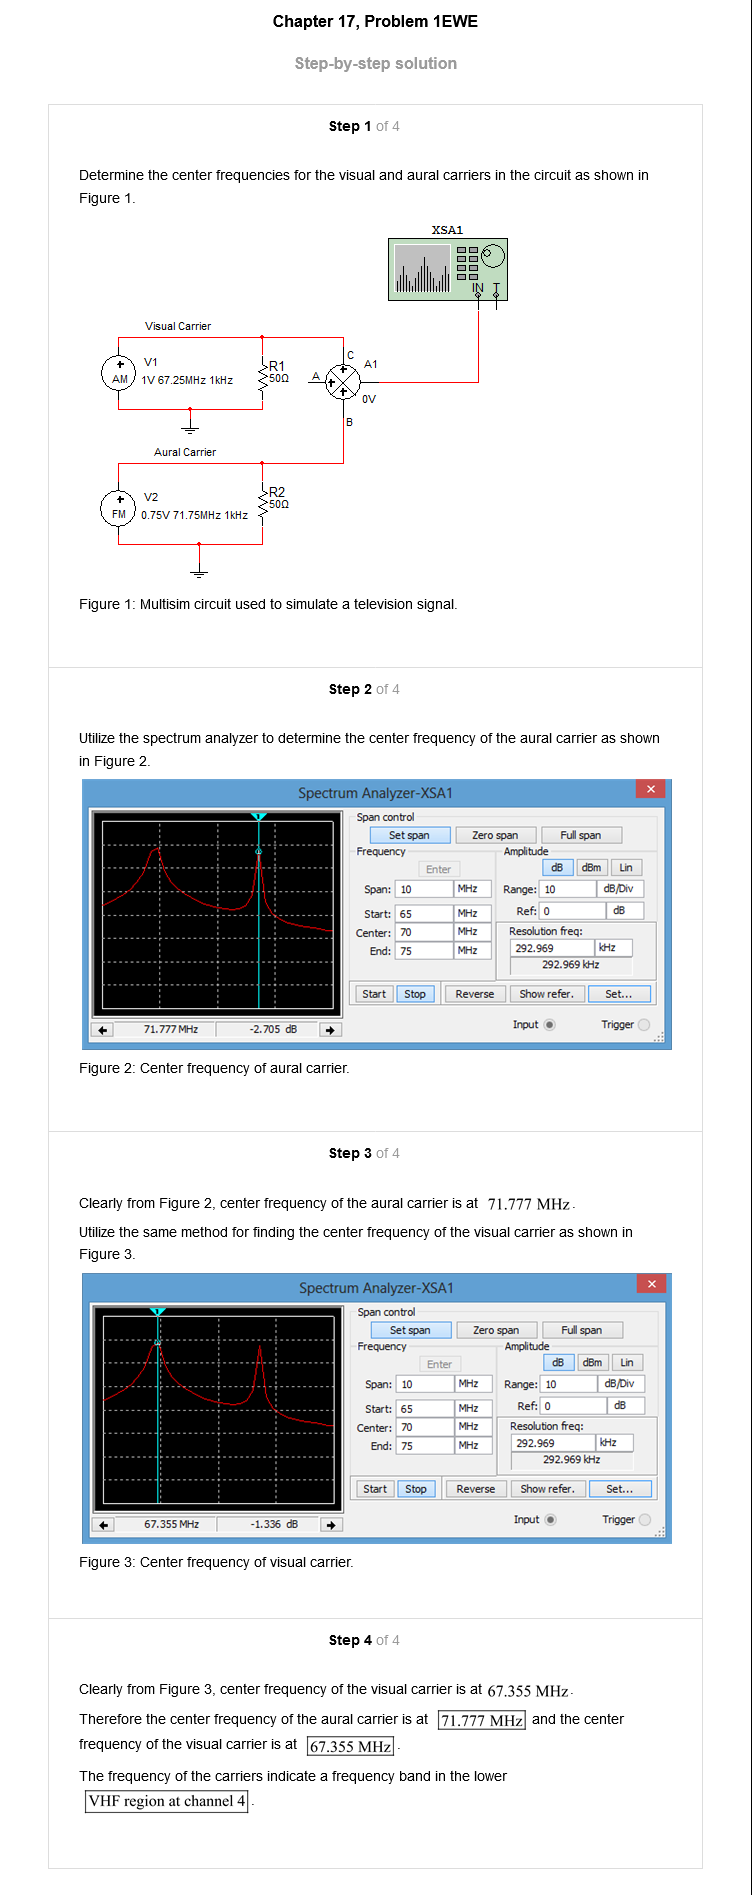 Chapter 17, Problem 1EWE
Step-by-step solution
Step 1 of 4
Determine the center frequencies for the visual and aural carriers in the circuit as shown in
Figure 1.
XSA1
IN T
Visual Carrier
V1
AM 1V 67.25MHz 1kHz
R1
50Ω
A
C
A1
0V
B
Aural Carrier
V2
FM 0.75V 71.75MHz 1kHz
R2
50Ω
Figure 1: Multisim circuit used to simulate a television signal.
Step 2 of 4
Utilize the spectrum analyzer to determine the center frequency of the aural carrier as shown
in Figure 2.
Spectrum Analyzer-XSA1
Span control
Set span Zero span Full span
Frequency Amplitude
Enter dB dBm Lin
Span: 10 MHz Range: 10 dB/Div
Start: 65 MHz Ref: 0 dB
Center: 70 MHz Resolution freq:
End: 75 MHz 292.969 kHz
292.969 kHz
Start Stop Reverse Show refer. Set...
71.777 MHz -2.705 dB Input Trigger
Figure 2: Center frequency of aural carrier.
Step 3 of 4
Clearly from Figure 2, center frequency of the aural carrier is at 71.777 MHz.
Utilize the same method for finding the center frequency of the visual carrier as shown in
Figure 3.
Spectrum Analyzer-XSA1
Span control
Set span Zero span Full span
Frequency Amplitude
Enter dB dBm Lin
Span: 10 MHz Range: 10 dB/Div
Start: 65 MHz Ref: 0 dB
Center: 70 MHz Resolution freq:
End: 75 MHz 292.969 kHz
292.969 kHz
Start Stop Reverse Show refer. Set...
67.355 MHz -1.336 dB Input Trigger
Figure 3: Center frequency of visual carrier.
Step 4 of 4
Clearly from Figure 3, center frequency of the visual carrier is at 67.355 MHz.
Therefore the center frequency of the aural carrier is at 71.777 MHz and the center
frequency of the visual carrier is at 67.355 MHz.
The frequency of the carriers indicate a frequency band in the lower
VHF region at channel 4.